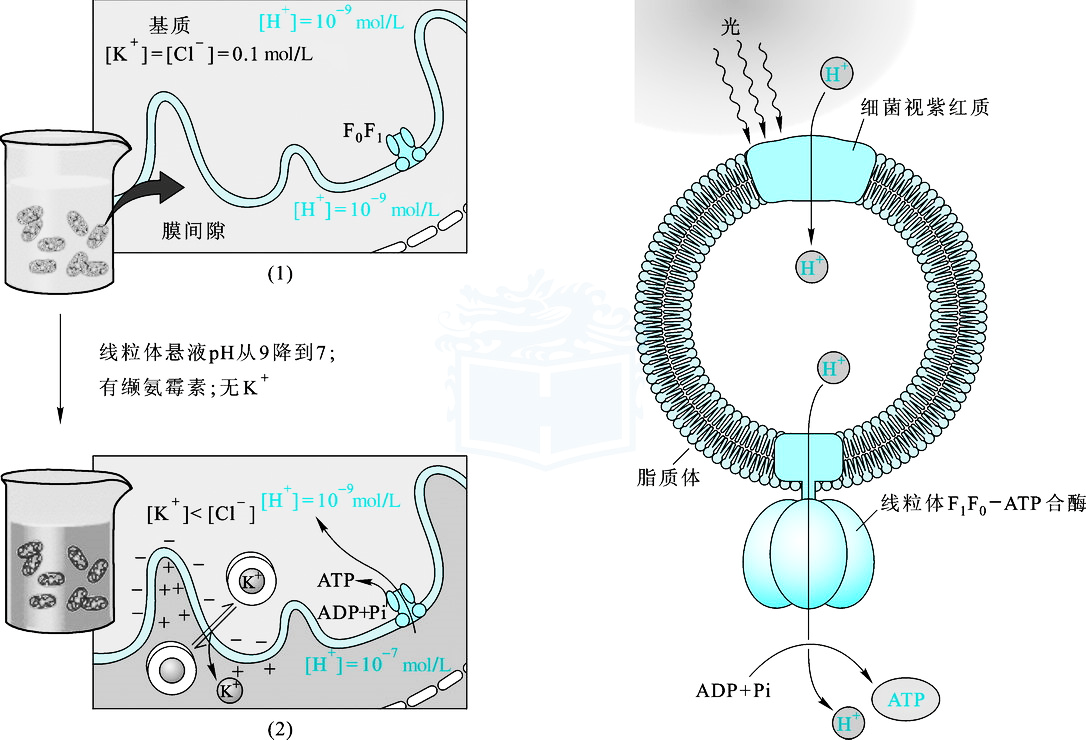 基质
[H⁺]=10⁻⁹ mol/L
[K⁺]=[Cl⁻]=0.1 mol/L
F₀F₁
[H⁺]=10⁻⁹ mol/L
膜间隙
(1)
线粒体悬液pH从9降到7;
有缬氨霉素;无K⁺
[K⁺]<[Cl⁻]
[H⁺]=10⁻⁹mol/L
K⁺
ATP
ADP+Pi
[H⁺]=10⁻⁷ mol/L
K⁺
(2)
光
H⁺
细菌视紫红质
H⁺
H⁺
脂质体
线粒体F₁F₀-ATP合酶
ADP+Pi
ATP
H⁺